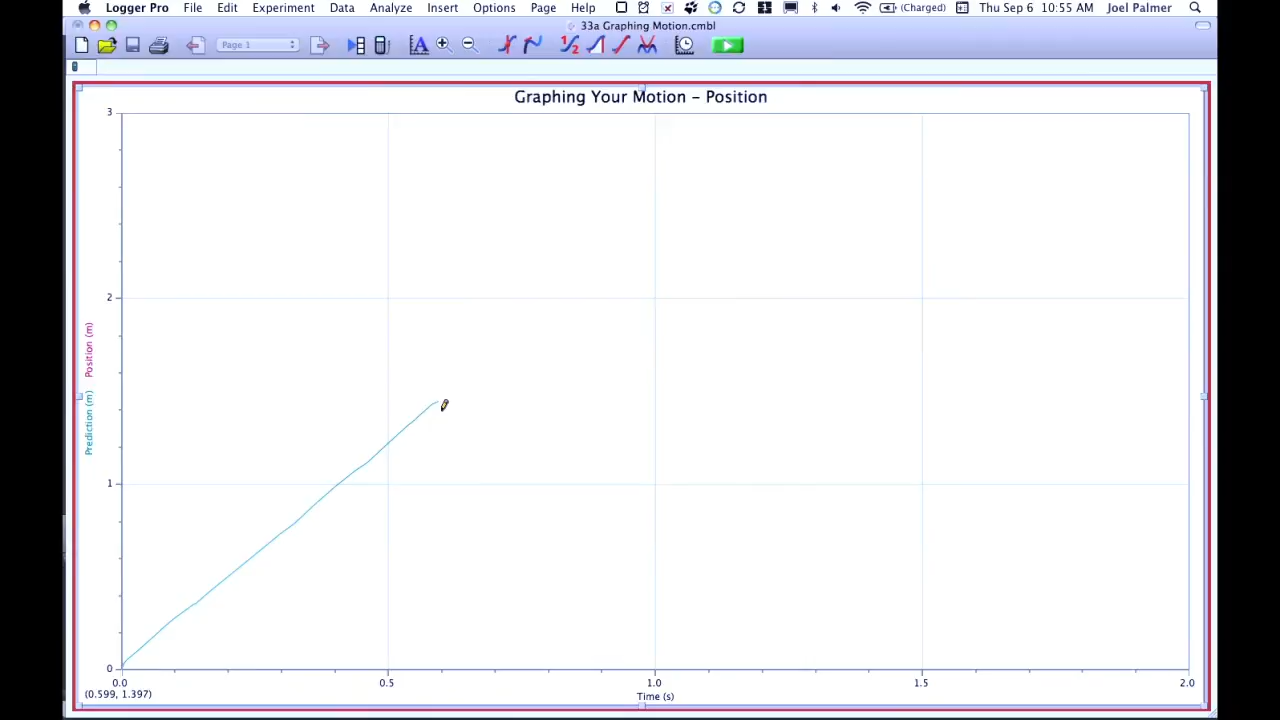 Logger Pro File Edit Experiment Data Analyze Insert Options Page Help (Charged) Thu Sep 6 10:55 AM Joel Palmer
33a Graphing Motion.cmbl
Page 1
Graphing Your Motion - Position
3
2
1
0
Prediction (m) Position (m)
0.0 0.5 1.0 1.5 2.0
(0.599, 1.397)
Time (s)